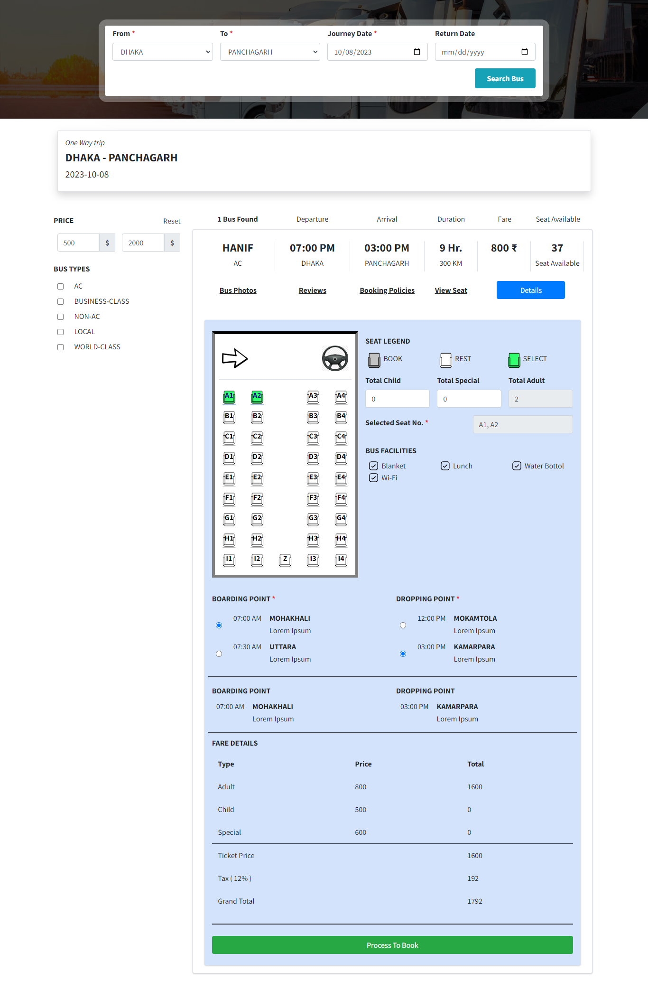 From * To * Journey Date * Return Date
DHAKA PANCHAGARH 10/08/2023 mm/dd/yyyy
Search Bus
One Way trip
DHAKA - PANCHAGARH
2023-10-08
PRICE Reset
500 $ 2000 $
BUS TYPES
AC
BUSINESS-CLASS
NON-AC
LOCAL
WORLD-CLASS
1 Bus Found Departure Arrival Duration Fare Seat Available
HANIF 07:00 PM 03:00 PM 9 Hr. 800 ₹ 37
AC DHAKA PANCHAGARH 300 KM Seat Available
Bus Photos Reviews Booking Policies View Seat Details
A1 A2 A3 A4
B1 B2 B3 B4
C1 C2 C3 C4
D1 D2 D3 D4
E1 E2 E3 E4
F1 F2 F3 F4
G1 G2 G3 G4
H1 H2 H3 H4
I1 I2 Z I3 I4
SEAT LEGEND
BOOK REST SELECT
Total Child Total Special Total Adult
0 0 2
Selected Seat No. * A1, A2
BUS FACILITIES
Blanket Lunch Water Bottol
Wi-Fi
BOARDING POINT * DROPPING POINT *
07:00 AM MOHAKHALI 12:00 PM MOKAMTOLA
Lorem Ipsum Lorem Ipsum
07:30 AM UTTARA 03:00 PM KAMARPARA
Lorem Ipsum Lorem Ipsum
BOARDING POINT DROPPING POINT
07:00 AM MOHAKHALI 03:00 PM KAMARPARA
Lorem Ipsum Lorem Ipsum
FARE DETAILS
Type Price Total
Adult 800 1600
Child 500 0
Special 600 0
Ticket Price 1600
Tax ( 12% ) 192
Grand Total 1792
Process To Book